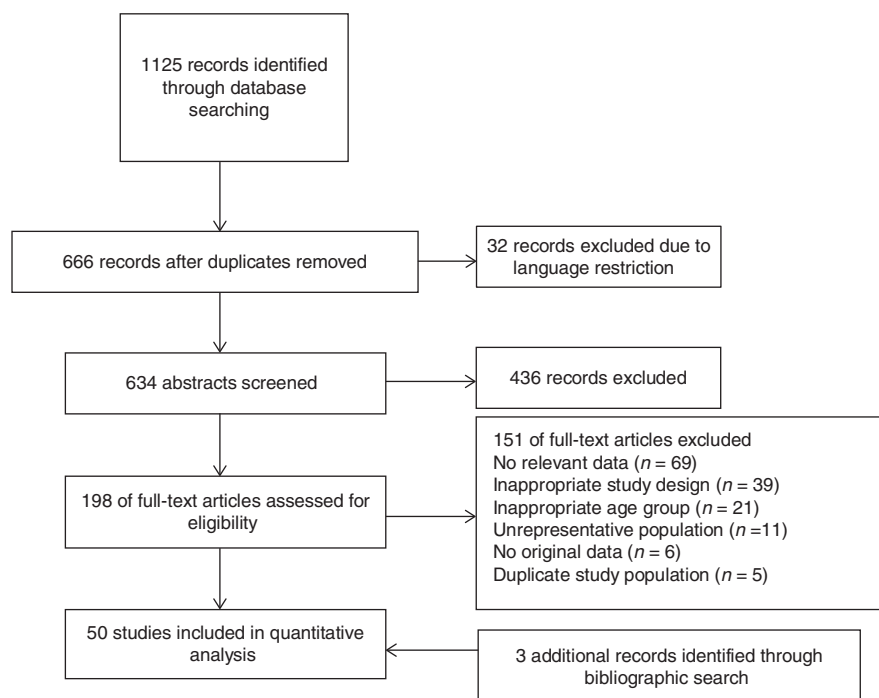 1125 records identified
through database
searching
666 records after duplicates removed
32 records excluded due to
language restriction
634 abstracts screened
436 records excluded
151 of full-text articles excluded
No relevant data (n = 69)
Inappropriate study design (n = 39)
Inappropriate age group (n = 21)
Unrepresentative population (n =11)
No original data (n = 6)
Duplicate study population (n = 5)
198 of full-text articles assessed for
eligibility
50 studies included in quantitative
analysis
3 additional records identified through
bibliographic search